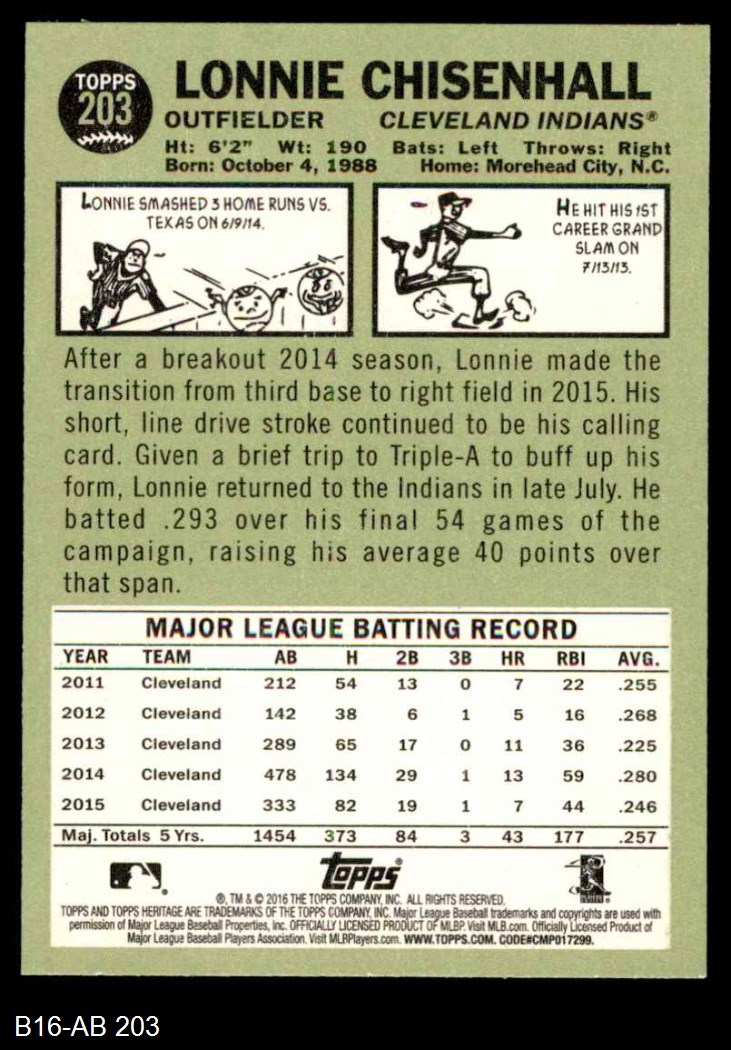 TOPPS
203
LONNIE CHISENHALL
OUTFIELDER CLEVELAND INDIANS®
Ht: 6'2" Wt: 190 Bats: Left Throws: Right
Born: October 4, 1988 Home: Morehead City, N.C.
LONNIE SMASHED 3 HOME RUNS VS.
TEXAS ON 6/9/14.
HE HIT HIS 1ST
CAREER GRAND
SLAM ON
7/13/13.
After a breakout 2014 season, Lonnie made the
transition from third base to right field in 2015. His
short, line drive stroke continued to be his calling
card. Given a brief trip to Triple-A to buff up his
form, Lonnie returned to the Indians in late July. He
batted .293 over his final 54 games of the
campaign, raising his average 40 points over
that span.
MAJOR LEAGUE BATTING RECORD
YEAR TEAM AB H 2B 3B HR RBI AVG.
2011 Cleveland 212 54 13 0 7 22 .255
2012 Cleveland 142 38 6 1 5 16 .268
2013 Cleveland 289 65 17 0 11 36 .225
2014 Cleveland 478 134 29 1 13 59 .280
2015 Cleveland 333 82 19 1 7 44 .246
Maj. Totals 5 Yrs. 1454 373 84 3 43 177 .257
Topps®
®, TM & © 2016 THE TOPPS COMPANY, INC. ALL RIGHTS RESERVED.
TOPPS AND TOPPS HERITAGE ARE TRADEMARKS OF THE TOPPS COMPANY, INC. Major League Baseball trademarks and copyrights are used with
permission of Major League Baseball Properties, Inc. OFFICIALLY LICENSED PRODUCT OF MLBP. Visit MLB.com. Officially Licensed Product of
Major League Baseball Players Association. Visit MLBPlayers.com. WWW.TOPPS.COM. CODE#CMP017299.
B16-AB 203